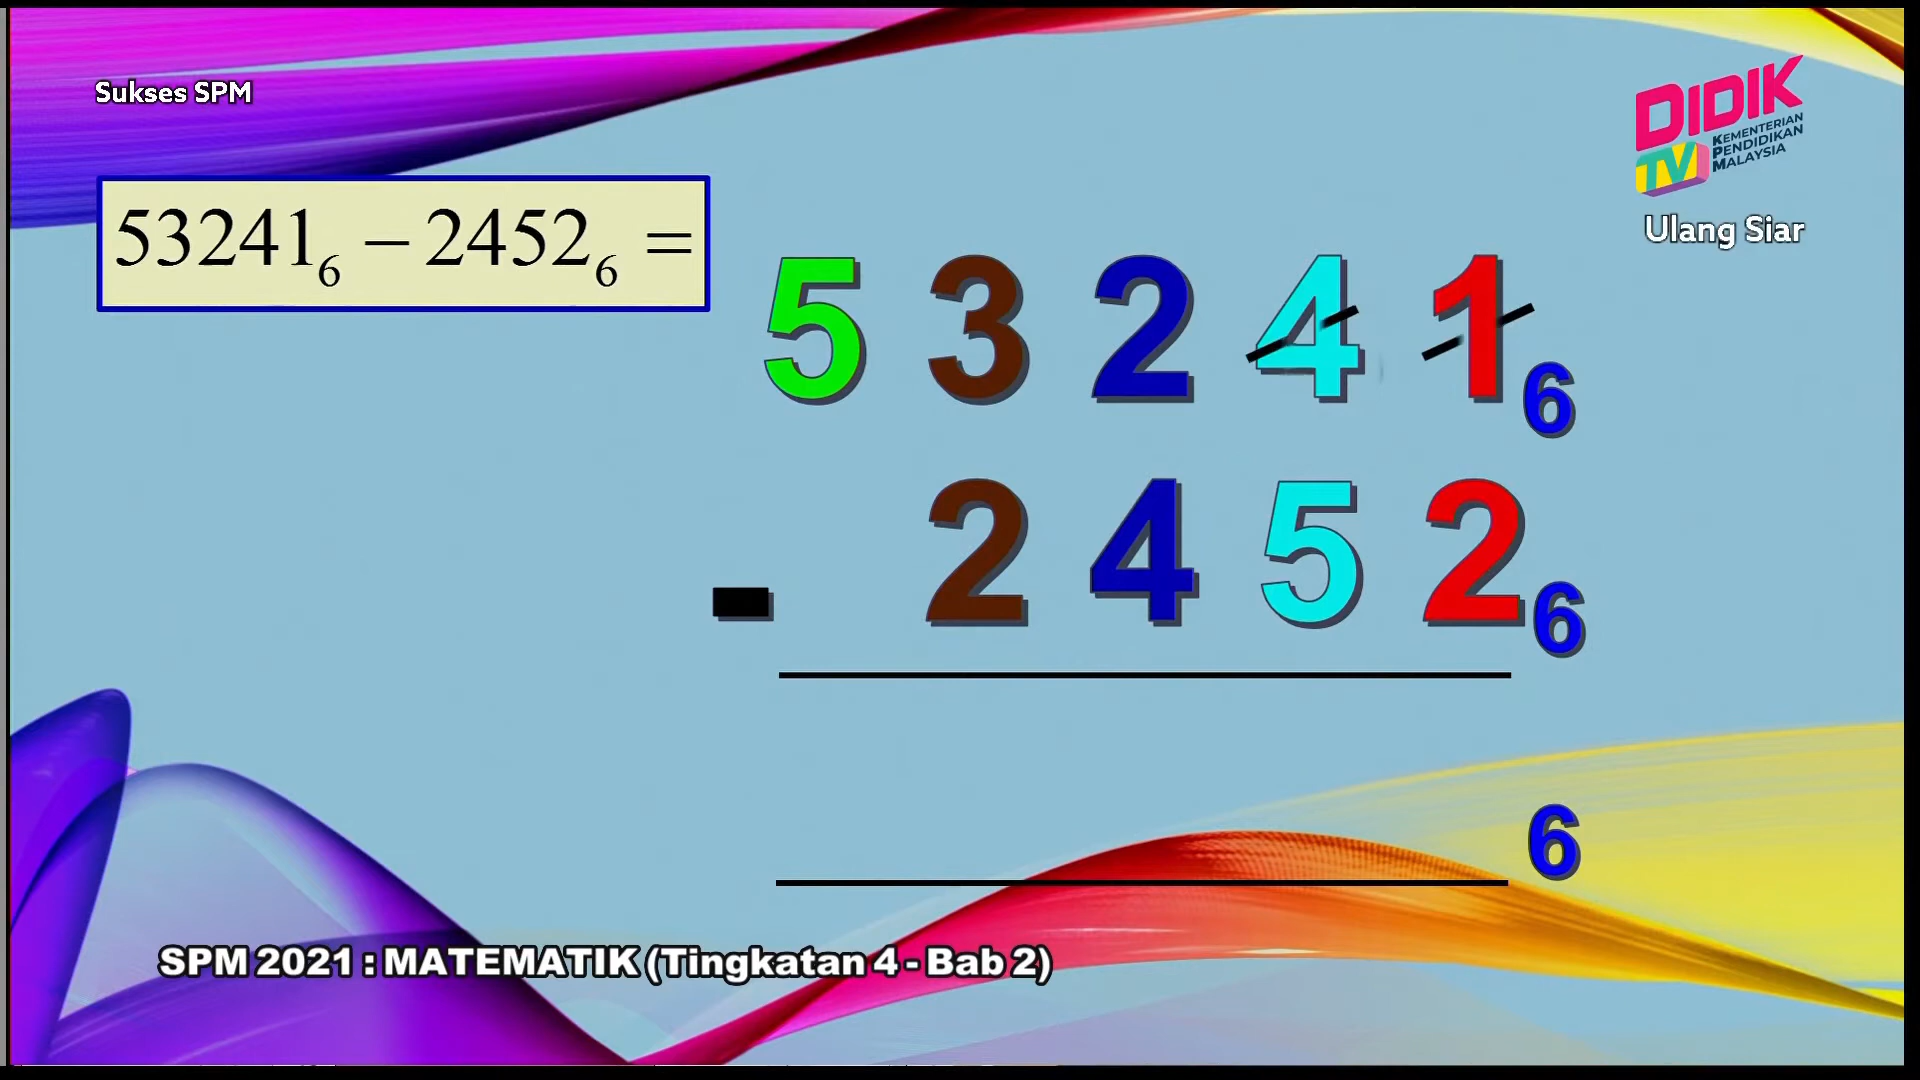 Sukses SPM
DIDIK
TV
KEMENTERIAN
PENDIDIKAN
MALAYSIA
Ulang Siar
53241₆ − 2452₆ =
5 3 2 4 1₆
- 2 4 5 2₆
6
SPM 2021 : MATEMATIK (Tingkatan 4 - Bab 2)